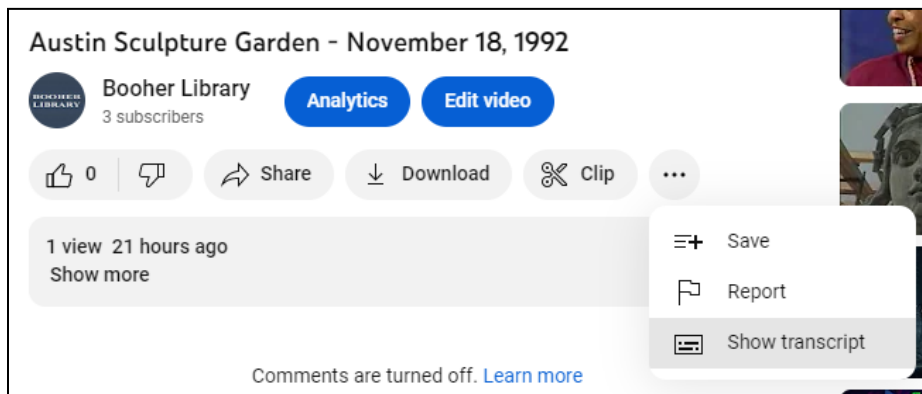 Austin Sculpture Garden - November 18, 1992
BOOHER
LIBRARY
Booher Library
3 subscribers
Analytics
Edit video
0
Share
Download
Clip
1 view 21 hours ago
Show more
Save
Report
Show transcript
Comments are turned off. Learn more